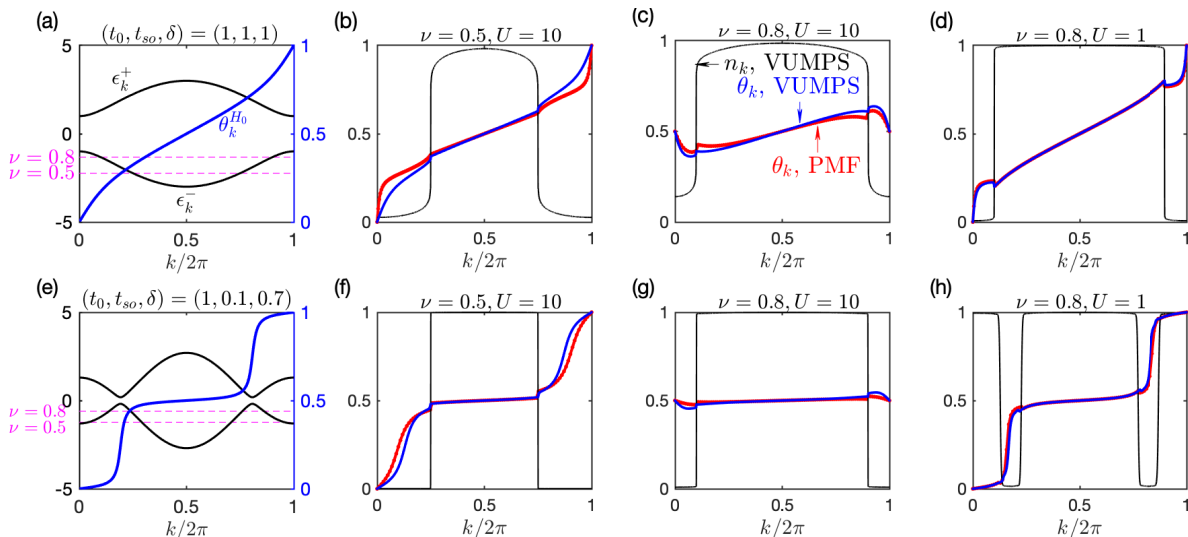 (a)
(t₀, tₛₒ, δ) = (1, 1, 1)
5
0
-5
1
0.5
0
ϵₖ⁺
θₖᴴ⁰
ν = 0.8
ν = 0.5
ϵₖ⁻
0 0.5 1
k/2π
(b)
ν = 0.5, U = 10
1
0.5
0
0 0.5 1
k/2π
(c)
ν = 0.8, U = 10
1
0.5
0
nₖ, VUMPS
θₖ, VUMPS
θₖ, PMF
0 0.5 1
k/2π
(d)
ν = 0.8, U = 1
1
0.5
0
0 0.5 1
k/2π
(e)
(t₀, tₛₒ, δ) = (1, 0.1, 0.7)
5
0
-5
1
0.5
0
ν = 0.8
ν = 0.5
0 0.5 1
k/2π
(f)
ν = 0.5, U = 10
1
0.5
0
0 0.5 1
k/2π
(g)
ν = 0.8, U = 10
1
0.5
0
0 0.5 1
k/2π
(h)
ν = 0.8, U = 1
1
0.5
0
0 0.5 1
k/2π